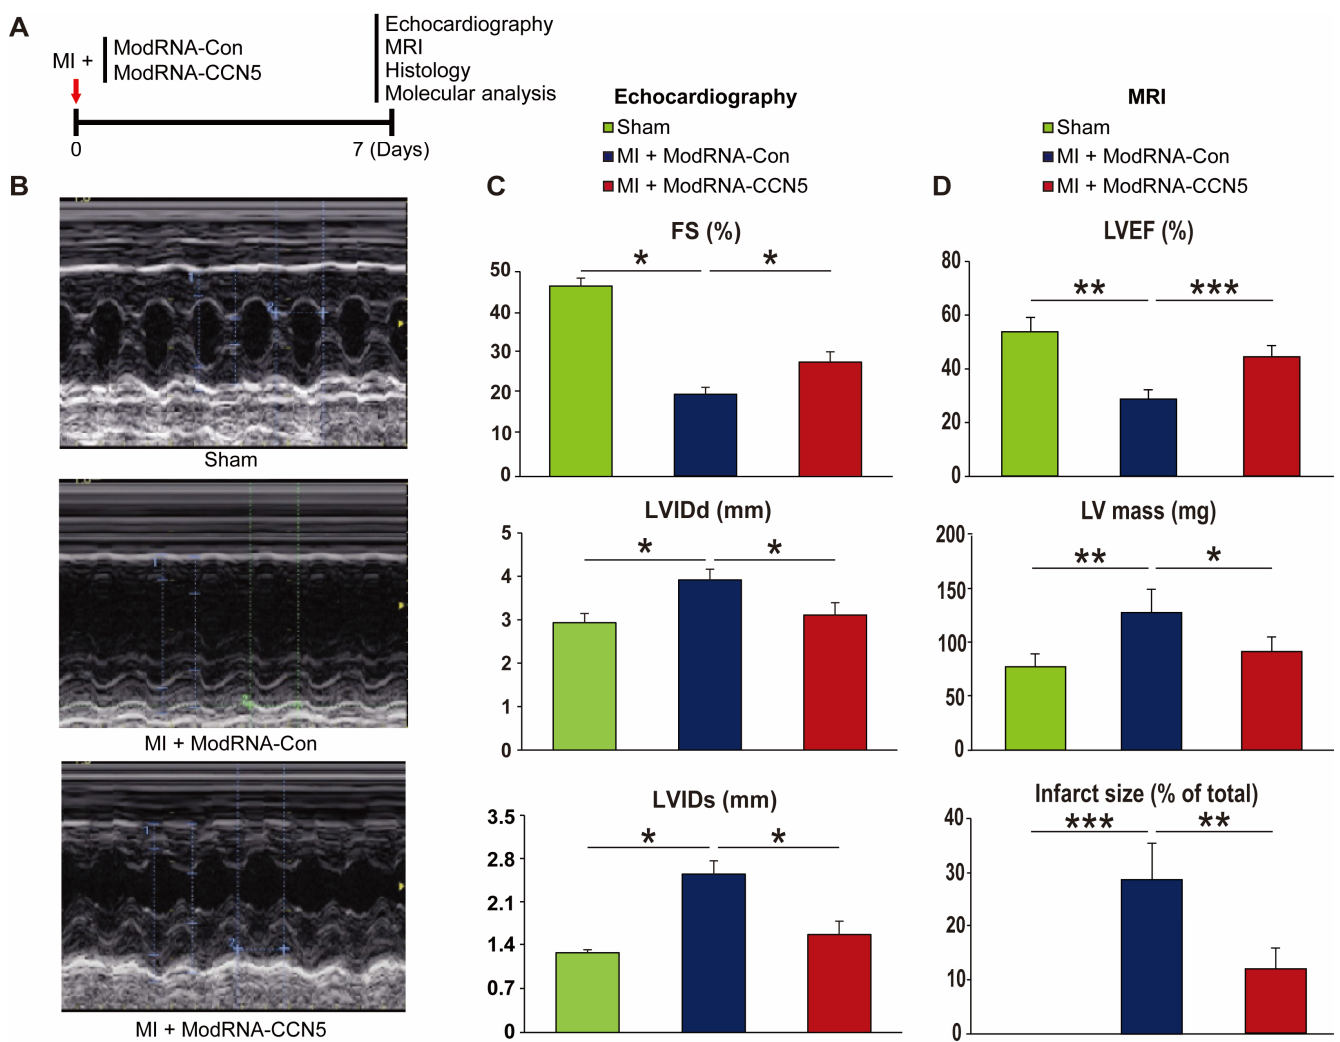 A
MI +
ModRNA-Con
ModRNA-CCN5
Echocardiography
MRI
Histology
Molecular analysis
0
7 (Days)
B
Sham
MI + ModRNA-Con
MI + ModRNA-CCN5
C
Echocardiography
Sham
MI + ModRNA-Con
MI + ModRNA-CCN5
FS (%)
50
40
30
20
10
0
*
*
LVIDd (mm)
5
4
3
2
1
0
*
*
LVIDs (mm)
3.5
2.8
2.1
1.4
0.7
0
*
*
D
MRI
Sham
MI + ModRNA-Con
MI + ModRNA-CCN5
LVEF (%)
80
60
40
20
0
**
***
LV mass (mg)
200
150
100
50
0
**
*
Infarct size (% of total)
40
30
20
10
0
***
**